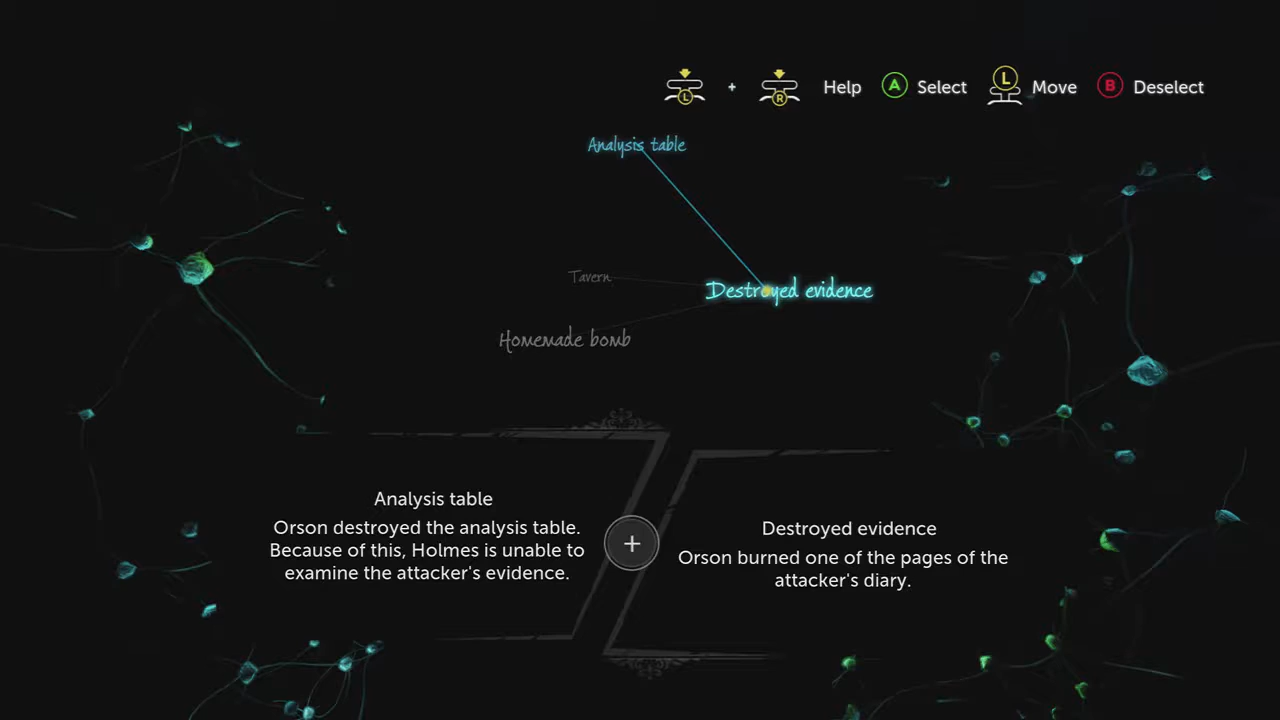 L + R Help A Select L Move B Deselect
Analysis table
Tavern
Destroyed evidence
Homemade bomb
Analysis table
Orson destroyed the analysis table.
Because of this, Holmes is unable to
examine the attacker's evidence.
+
Destroyed evidence
Orson burned one of the pages of the
attacker's diary.